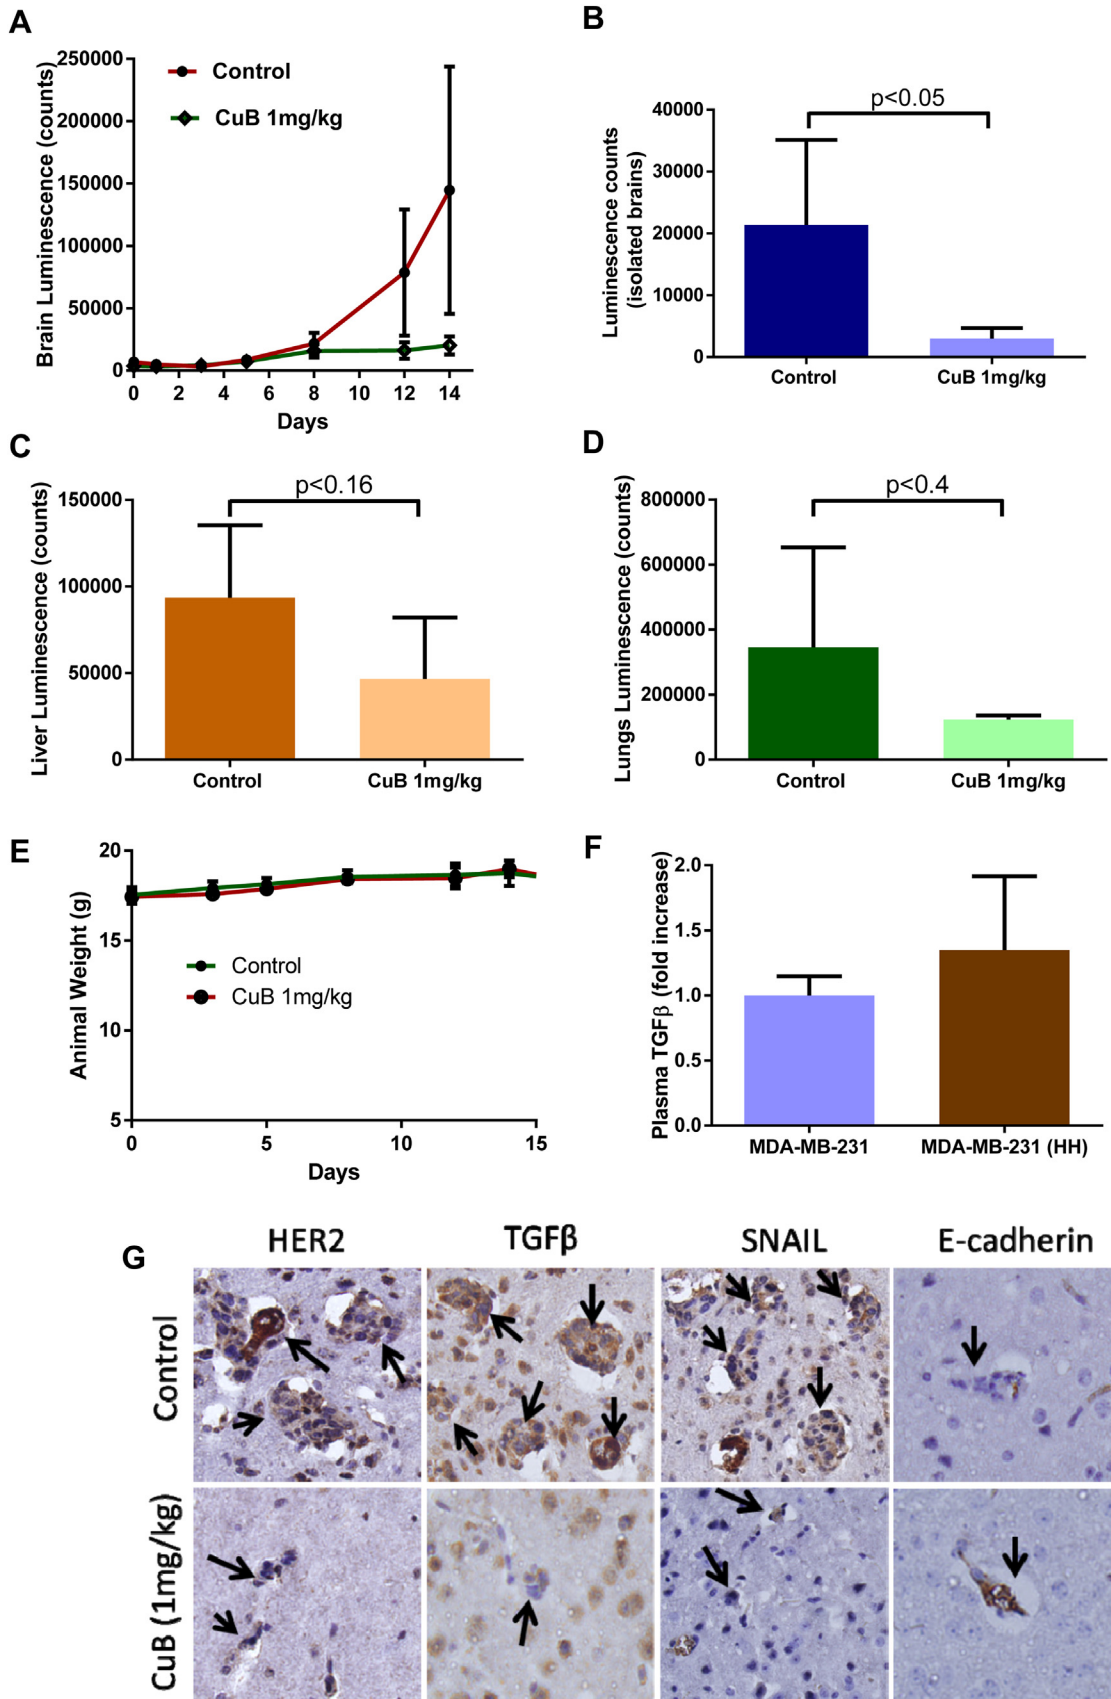 A
Brain Luminescence (counts)
250000
200000
150000
100000
50000
0
Control
CuB 1mg/kg
0 2 4 6 8 10 12 14
Days
B
Luminescence counts
(isolated brains)
40000
30000
20000
10000
0
p<0.05
Control CuB 1mg/kg
C
Liver Luminescence (counts)
150000
100000
50000
0
p<0.16
Control CuB 1mg/kg
D
Lungs Luminescence (counts)
800000
600000
400000
200000
0
p<0.4
Control CuB 1mg/kg
E
Animal Weight (g)
20
15
10
5
Control
CuB 1mg/kg
0 5 10 15
Days
F
Plasma TGFβ (fold increase)
2.0
1.5
1.0
0.5
0.0
MDA-MB-231 MDA-MB-231 (HH)
G
HER2 TGFβ SNAIL E-cadherin
Control
CuB (1mg/kg)